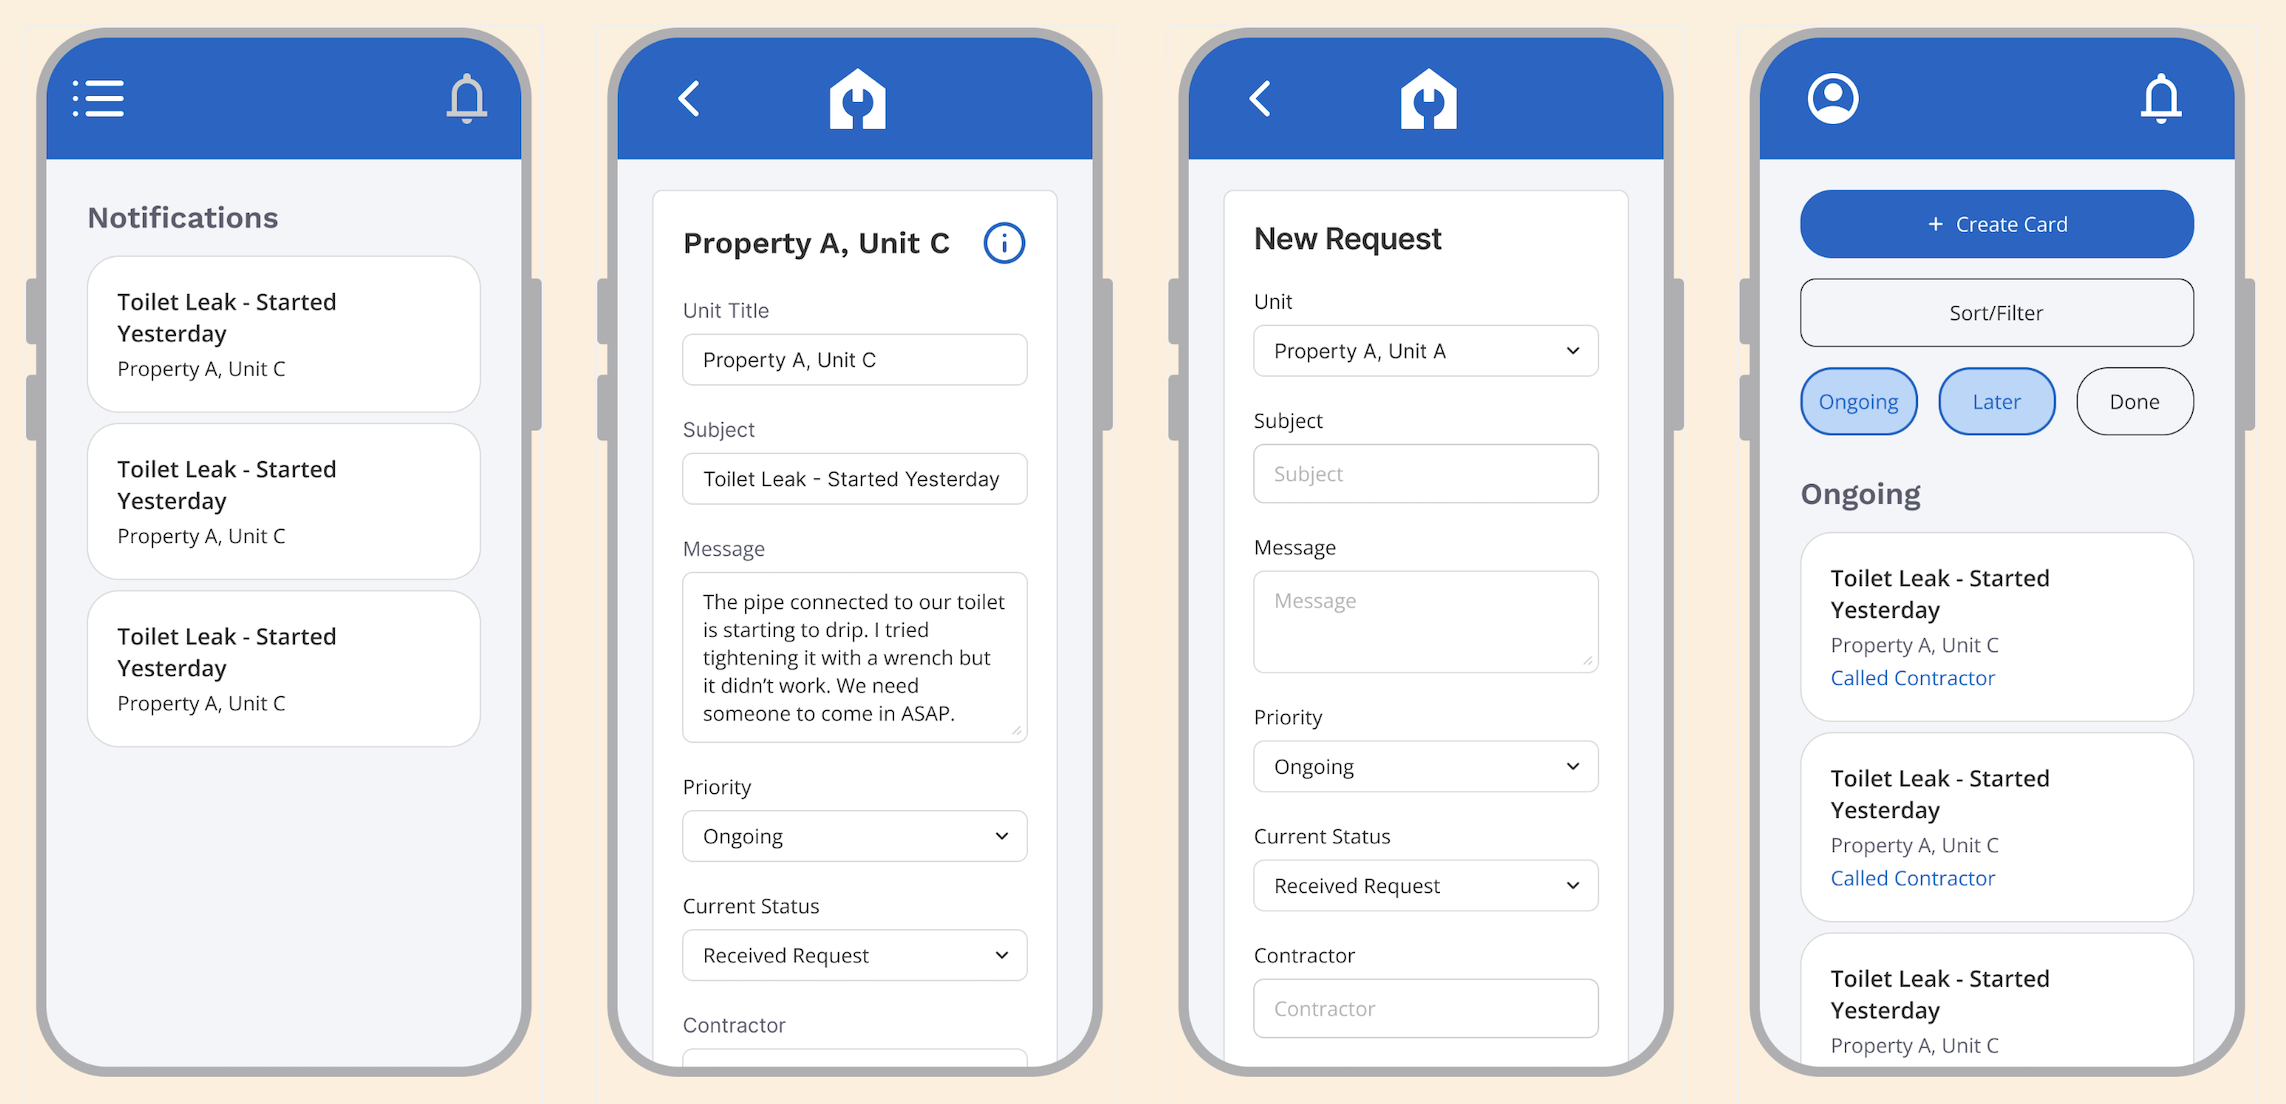 Notifications
Toilet Leak - Started
Yesterday
Property A, Unit C
Toilet Leak - Started
Yesterday
Property A, Unit C
Toilet Leak - Started
Yesterday
Property A, Unit C
Property A, Unit C
Unit Title
Property A, Unit C
Subject
Toilet Leak - Started Yesterday
Message
The pipe connected to our toilet
is starting to drip. I tried
tightening it with a wrench but
it didn't work. We need
someone to come in ASAP.
Priority
Ongoing
Current Status
Received Request
Contractor
New Request
Unit
Property A, Unit A
Subject
Subject
Message
Message
Priority
Ongoing
Current Status
Received Request
Contractor
Contractor
+ Create Card
Sort/Filter
Ongoing
Later
Done
Ongoing
Toilet Leak - Started
Yesterday
Property A, Unit C
Called Contractor
Toilet Leak - Started
Yesterday
Property A, Unit C
Called Contractor
Toilet Leak - Started
Yesterday
Property A, Unit C